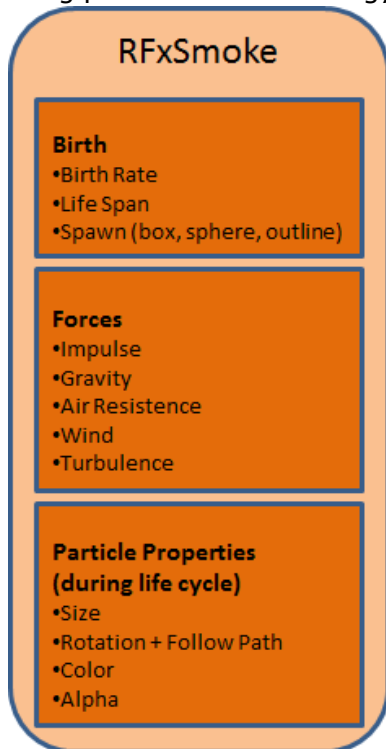 RFxSmoke
Birth
•Birth Rate
•Life Span
•Spawn (box, sphere, outline)
Forces
•Impulse
•Gravity
•Air Resistence
•Wind
•Turbulence
Particle Properties
(during life cycle)
•Size
•Rotation + Follow Path
•Color
•Alpha